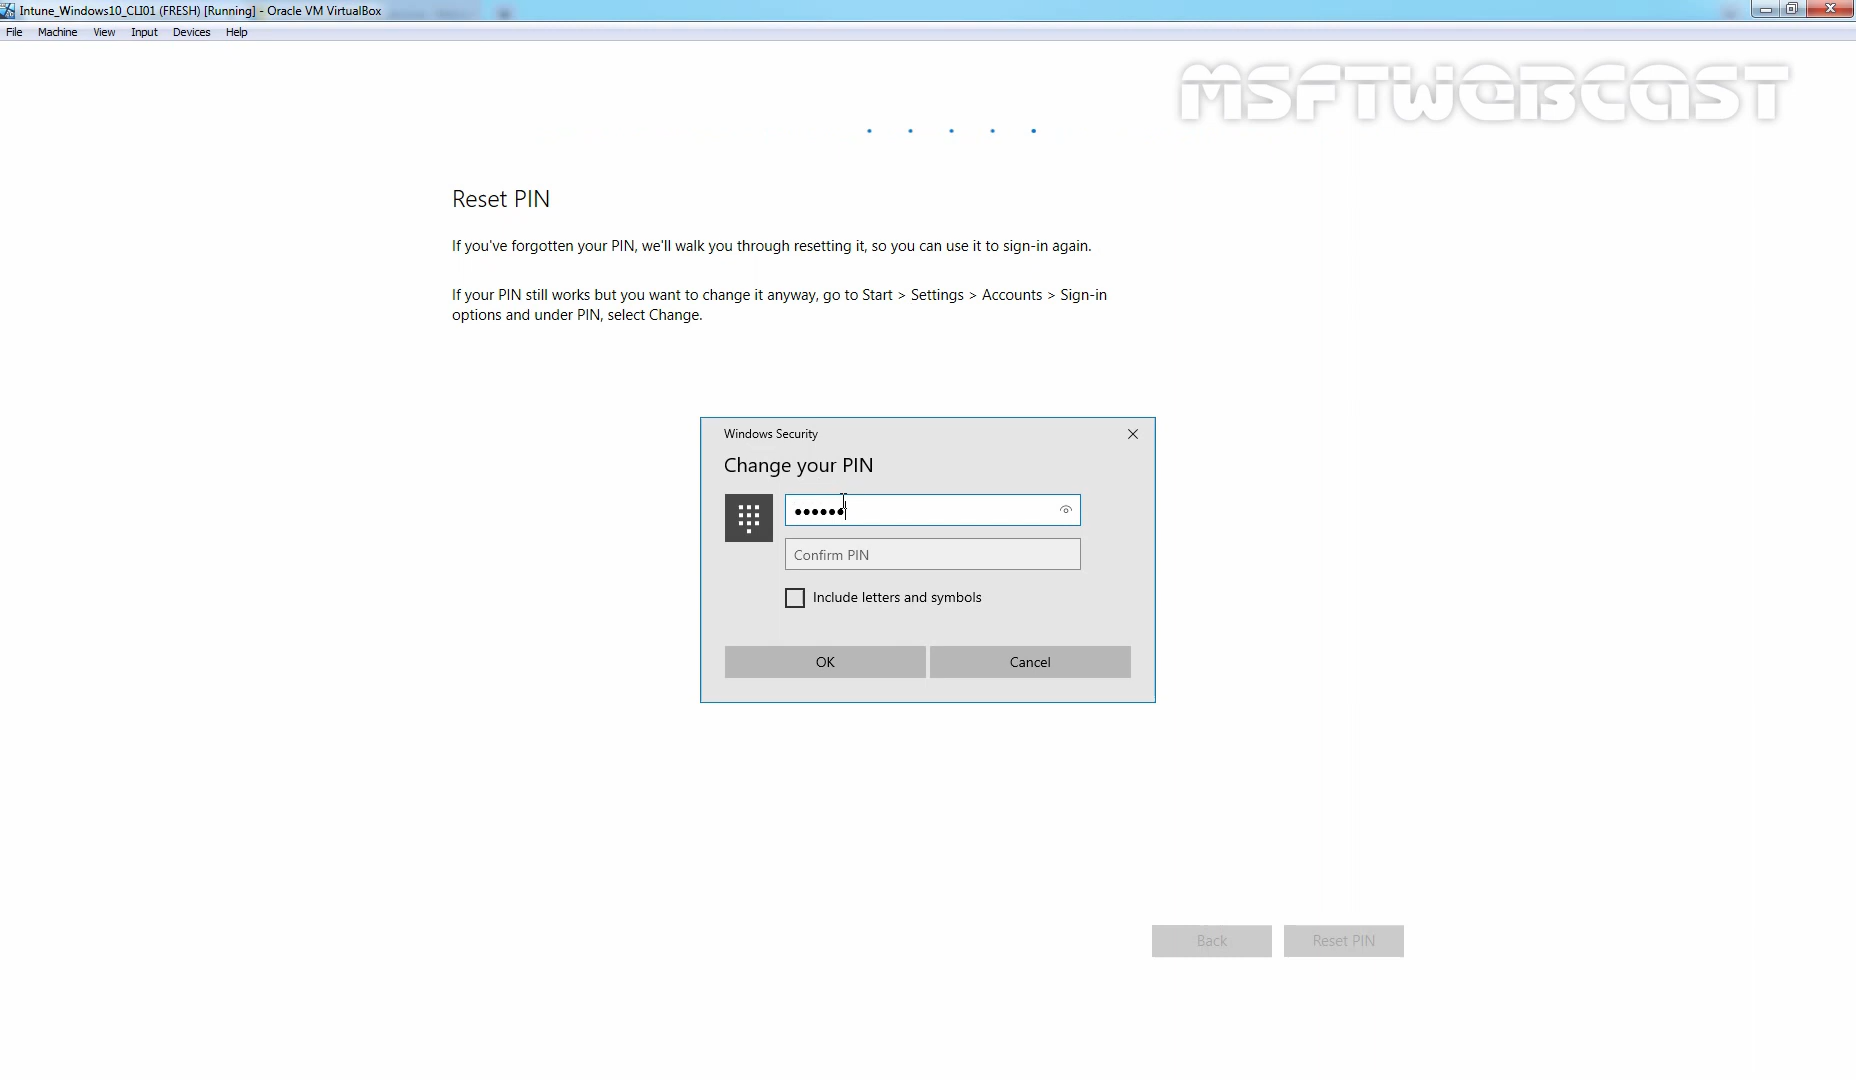 Intune_Windows10_CLI01 (FRESH) [Running] - Oracle VM VirtualBox
File Machine View Input Devices Help
MSFTWEBCAST
Reset PIN
If you've forgotten your PIN, we'll walk you through resetting it, so you can use it to sign-in again.
If your PIN still works but you want to change it anyway, go to Start > Settings > Accounts > Sign-in
options and under PIN, select Change.
Windows Security
Change your PIN
●●●●●●
Confirm PIN
Include letters and symbols
OK Cancel
Back Reset PIN